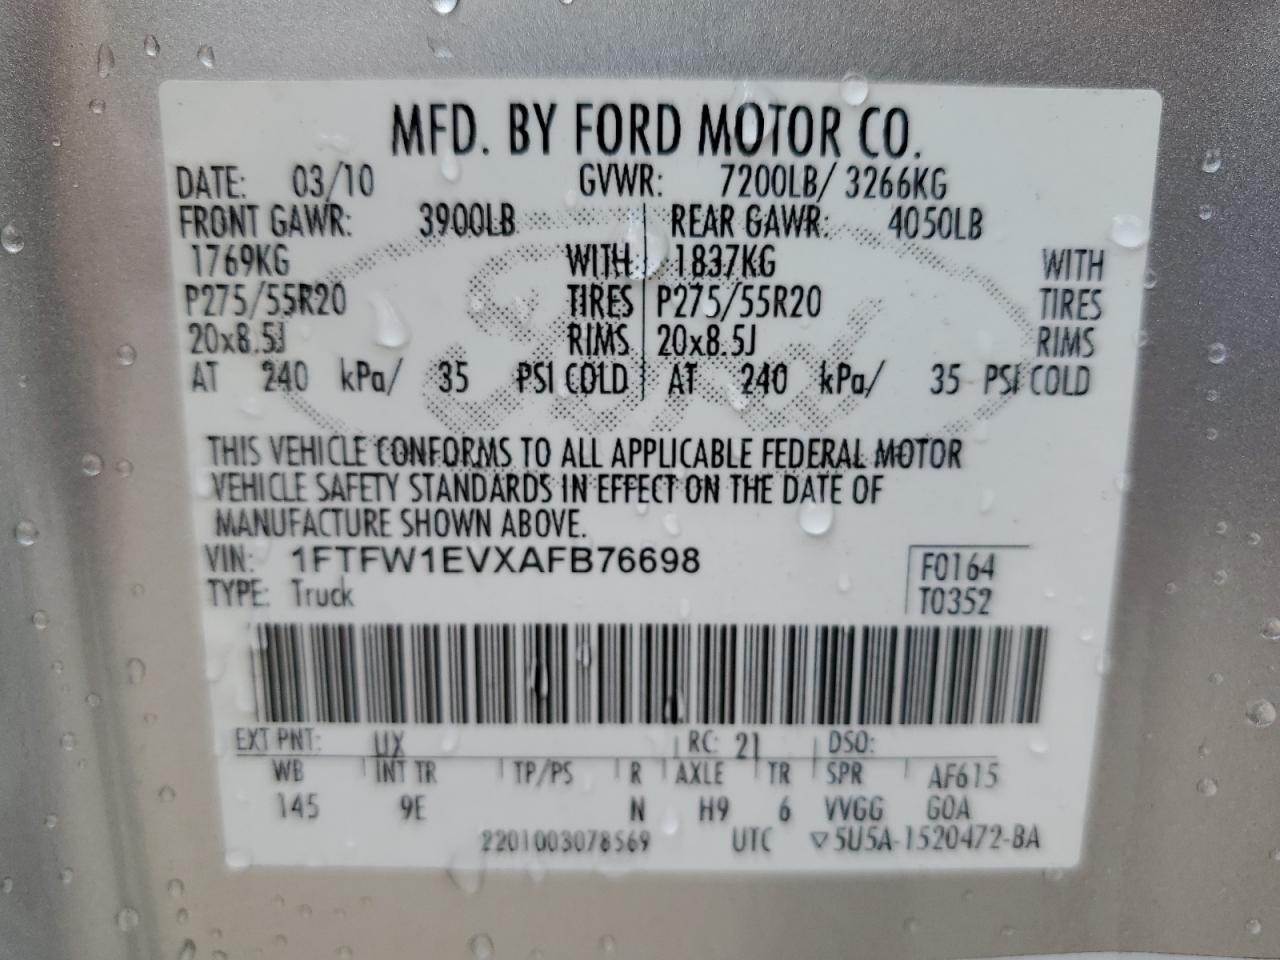 MFD. BY FORD MOTOR CO.
DATE: 03/10 GVWR: 7200LB/ 3266KG
FRONT GAWR: 3900LB REAR GAWR: 4050LB
1769KG WITH 1837KG WITH
P275/55R20 TIRES P275/55R20 TIRES
20x8.5J RIMS 20x8.5J RIMS
AT 240 kPa/ 35 PSI COLD AT 240 kPa/ 35 PSI COLD
Ford
THIS VEHICLE CONFORMS TO ALL APPLICABLE FEDERAL MOTOR
VEHICLE SAFETY STANDARDS IN EFFECT ON THE DATE OF
MANUFACTURE SHOWN ABOVE.
VIN: 1FTFW1EVXAFB76698 F0164
TYPE: Truck T0352
EXT PNT: UX RC: 21 DSO:
WB INT TR TP/PS R AXLE TR SPR AF615
145 9E N H9 6 VVGG GOA
2201003078569 UTC ▽5U5A-1520472-BA